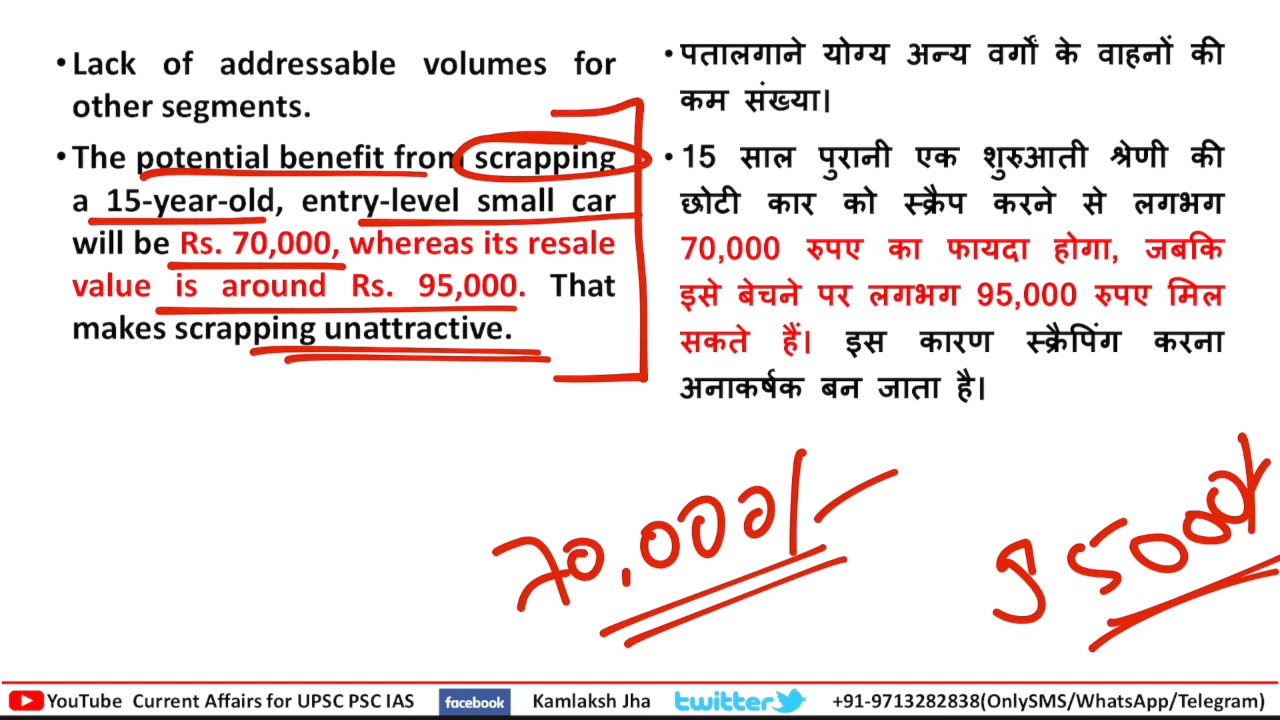 •Lack of addressable volumes for
other segments.
•The potential benefit from scrapping
a 15-year-old, entry-level small car
will be Rs. 70,000, whereas its resale
value is around Rs. 95,000. That
makes scrapping unattractive.
•पतालगाने योग्य अन्य वर्गों के वाहनों की
कम संख्या।
•15 साल पुरानी एक शुरुआती श्रेणी की
छोटी कार को स्क्रैप करने से लगभग
70,000 रुपए का फायदा होगा, जबकि
इसे बेचने पर लगभग 95,000 रुपए मिल
सकते हैं। इस कारण स्क्रैपिंग करना
अनाकर्षक बन जाता है।
70,000/-
95000/-
YouTube Current Affairs for UPSC PSC IAS facebook Kamlaksh Jha twitter +91-9713282838(OnlySMS/WhatsApp/Telegram)